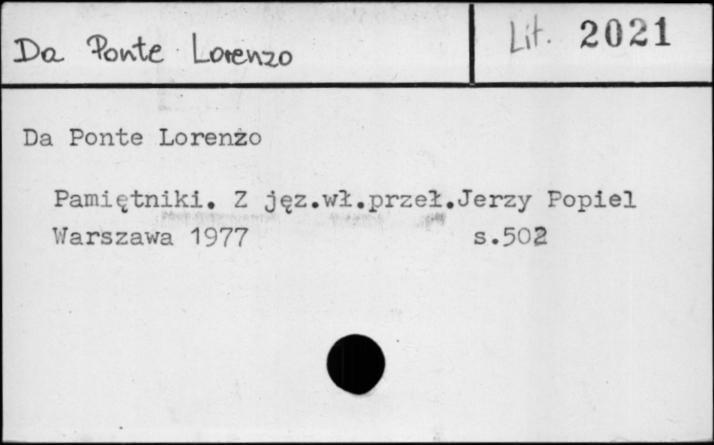 Da Ponte Lorenzo
Lit. 2021
Da Ponte Lorenzo
Pamiętniki. Z jęz.wł.przeł.Jerzy Popiel
Warszawa 1977 s.502